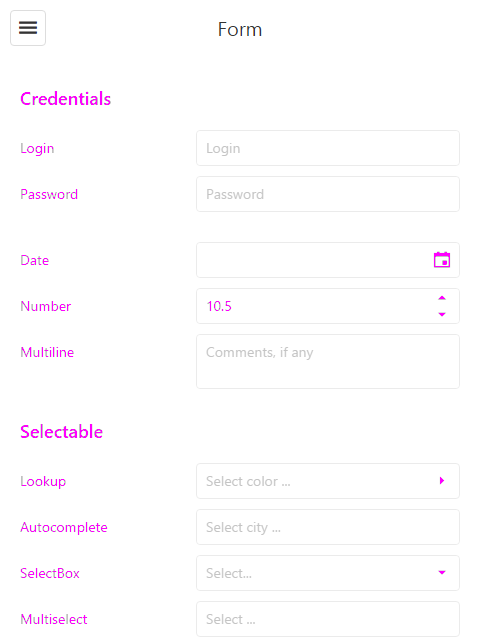 Form
Credentials
Login Login
Password Password
Date
Number 10.5
Multiline Comments, if any
Selectable
Lookup Select color ...
Autocomplete Select city ...
SelectBox Select...
Multiselect Select ...